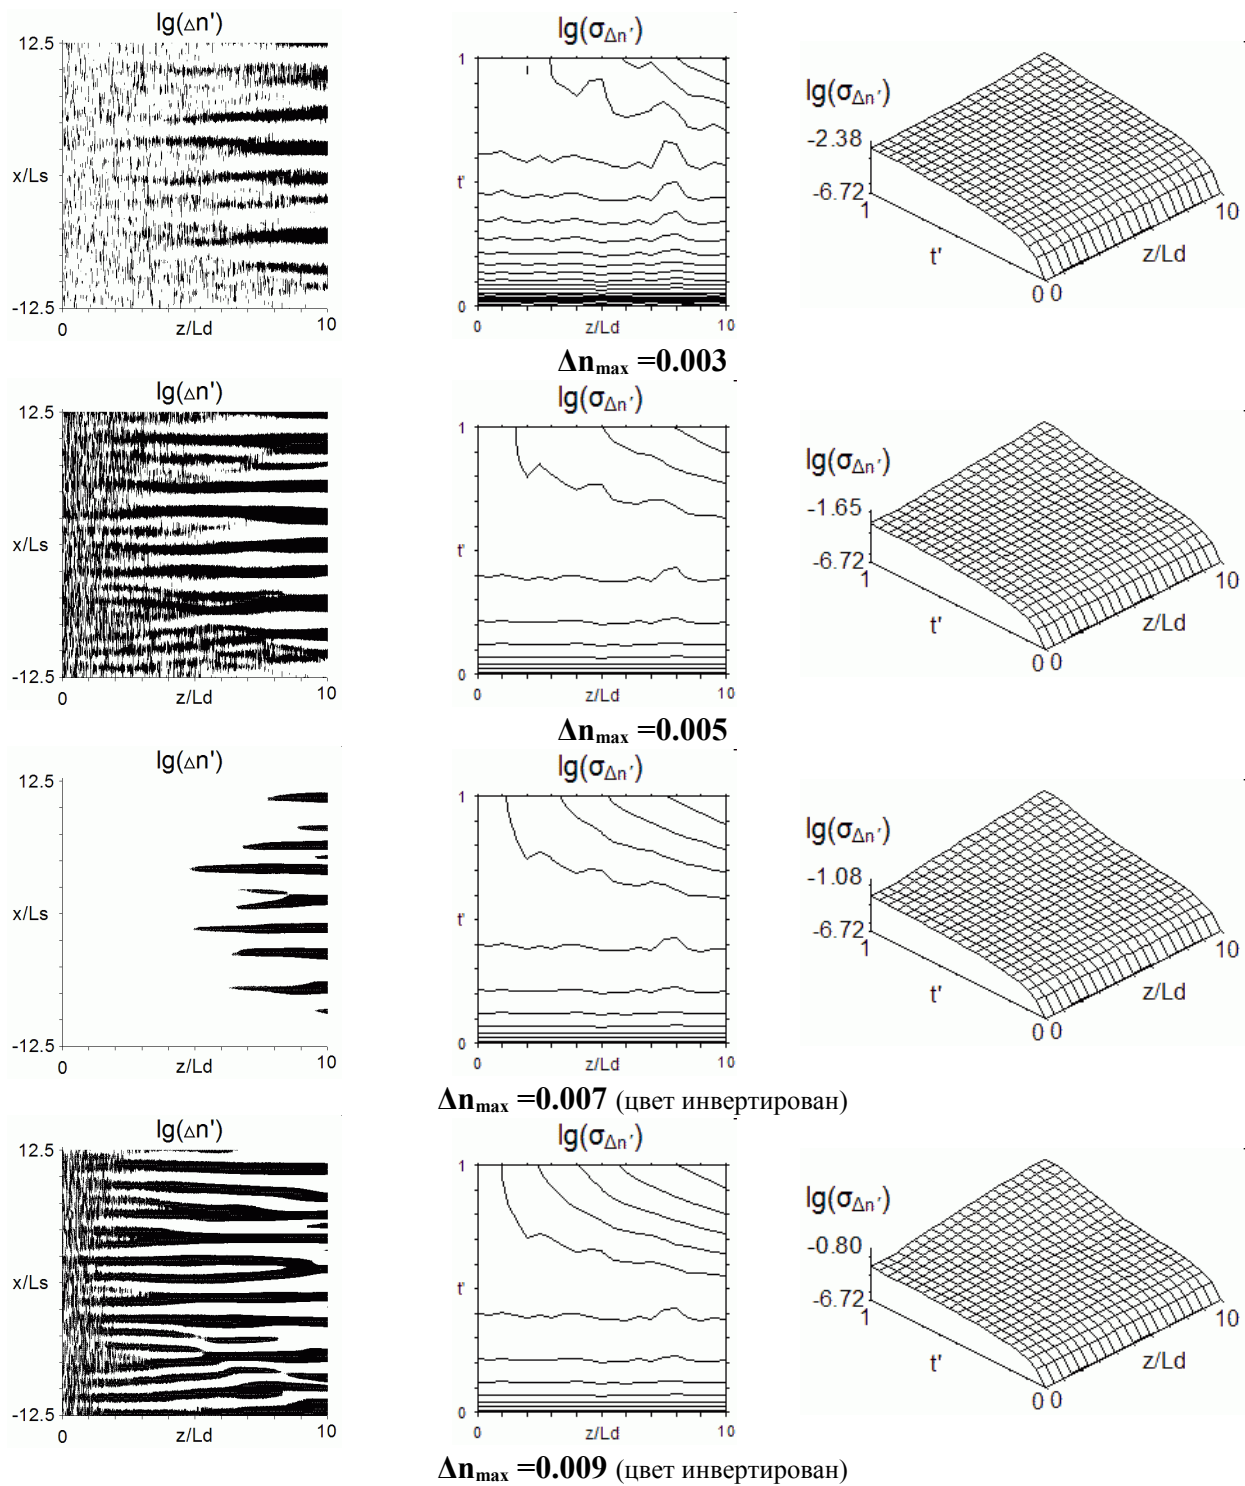 lg(Δn') lg(σΔn′)
12.5 1 lg(σΔn′)
-2.38
x/Ls t' -6.72
1 10
t' z/Ld
-12.5 0 0 0
0 z/Ld 10 0 z/Ld 10
Δnmax =0.003
lg(Δn') lg(σΔn′)
12.5 1 lg(σΔn′)
-1.65
x/Ls t' -6.72
1 10
t' z/Ld
-12.5 0 0 0
0 z/Ld 10 0 z/Ld 10
Δnmax =0.005
lg(Δn') lg(σΔn′)
12.5 1 lg(σΔn′)
-1.08
x/Ls t' -6.72
1 10
t' z/Ld
-12.5 0 0 0
0 z/Ld 10 0 z/Ld 10
Δnmax =0.007 (цвет инвертирован)
lg(Δn') lg(σΔn′)
12.5 1 lg(σΔn′)
-0.80
x/Ls t' -6.72
1 10
t' z/Ld
-12.5 0 0 0
0 z/Ld 10 0 z/Ld 10
Δnmax =0.009 (цвет инвертирован)